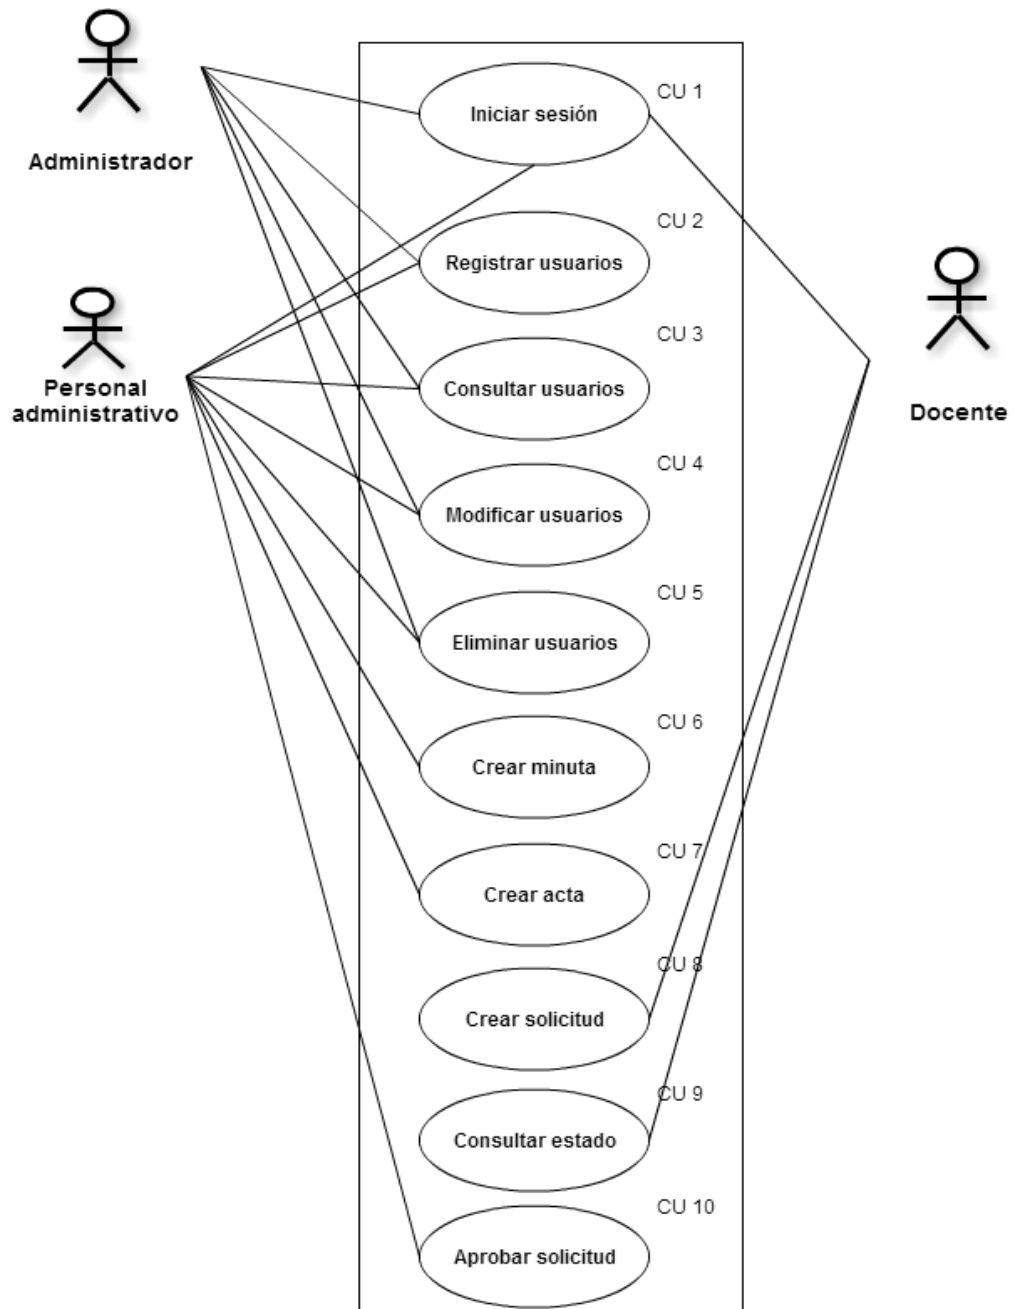 CU 1
Iniciar sesión
Administrador
CU 2
Registrar usuarios
CU 3
Personal
administrativo
Consultar usuarios
Docente
CU 4
Modificar usuarios
CU 5
Eliminar usuarios
CU 6
Crear minuta
CU 7
Crear acta
CU 8
Crear solicitud
CU 9
Consultar estado
CU 10
Aprobar solicitud